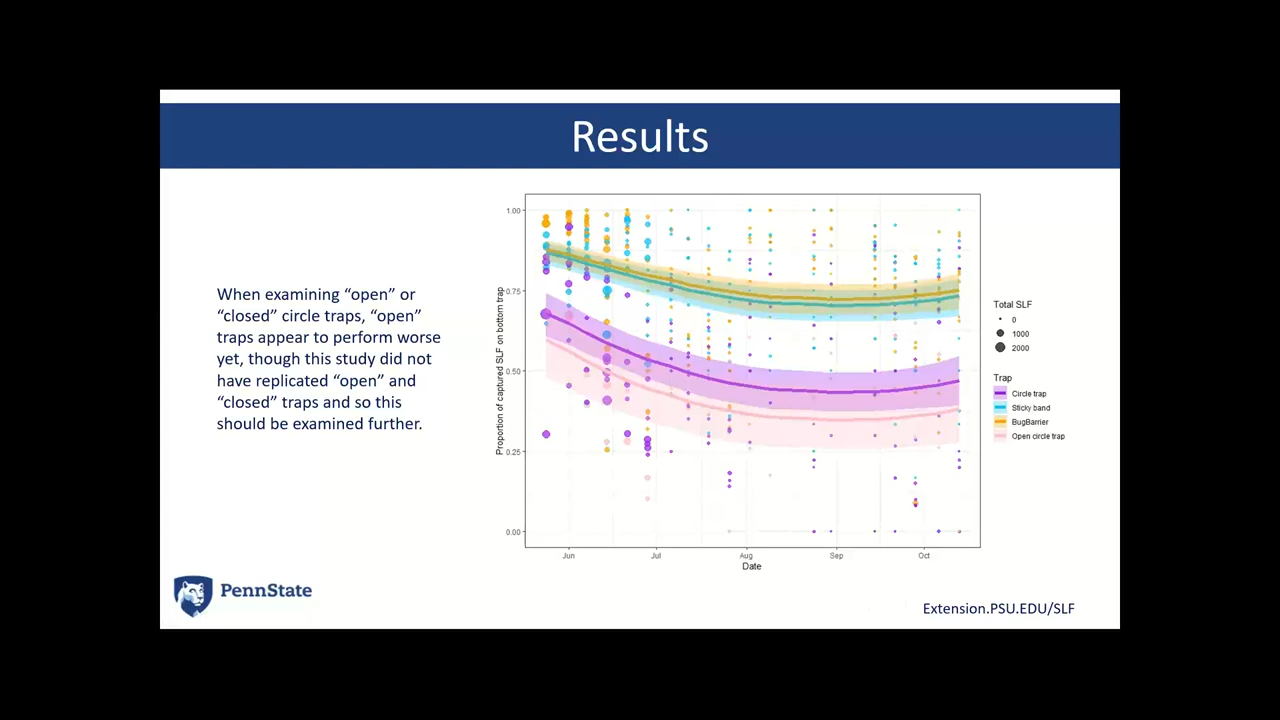 Results
When examining “open” or
“closed” circle traps, “open”
traps appear to perform worse
yet, though this study did not
have replicated “open” and
“closed” traps and so this
should be examined further.
Proportion of captured SLF on bottom trap
1.00
0.75
0.50
0.25
0.00
Jun Jul Aug Sep Oct
Date
Total SLF
0
1000
2000
Trap
Circle trap
Sticky band
BugBarrier
Open circle trap
PennState
Extension.PSU.EDU/SLF